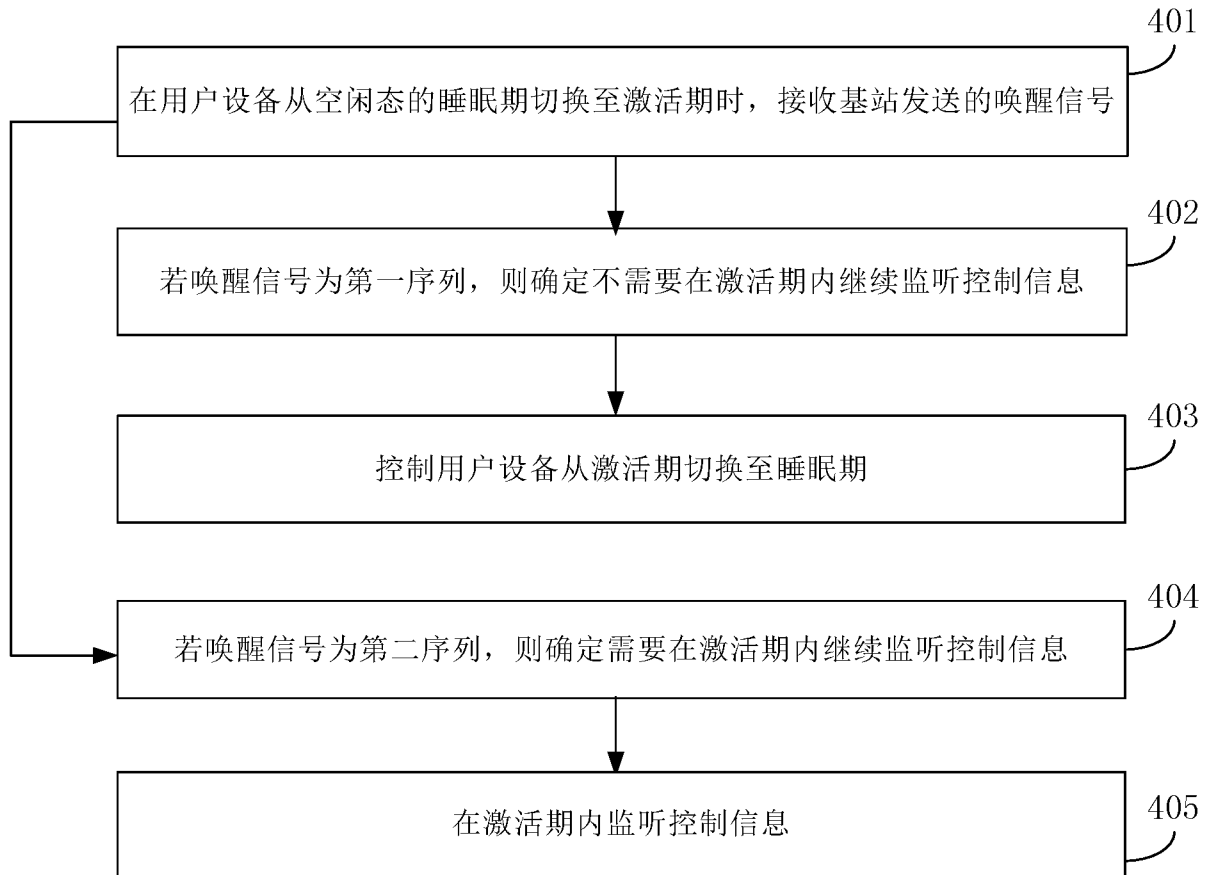 401
在用户设备从空闲态的睡眠期切换至激活期时，接收基站发送的唤醒信号
402
若唤醒信号为第一序列，则确定不需要在激活期内继续监听控制信息
403
控制用户设备从激活期切换至睡眠期
404
若唤醒信号为第二序列，则确定需要在激活期内继续监听控制信息
405
在激活期内监听控制信息